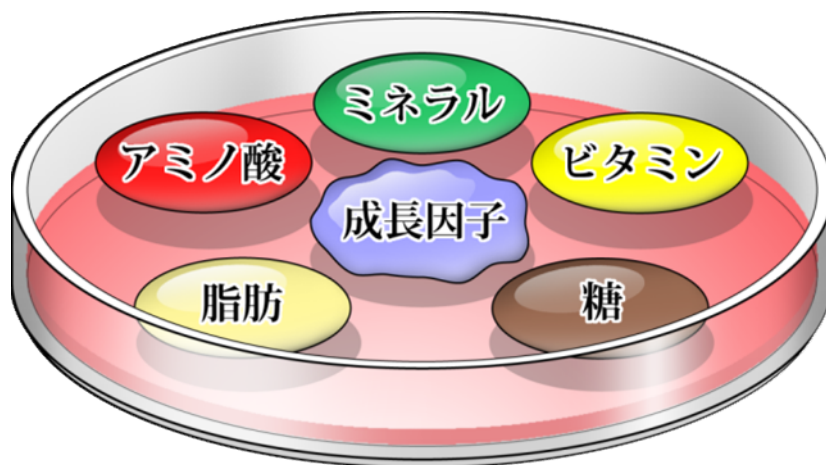 ミネラル
アミノ酸
ビタミン
成長因子
脂肪
糖